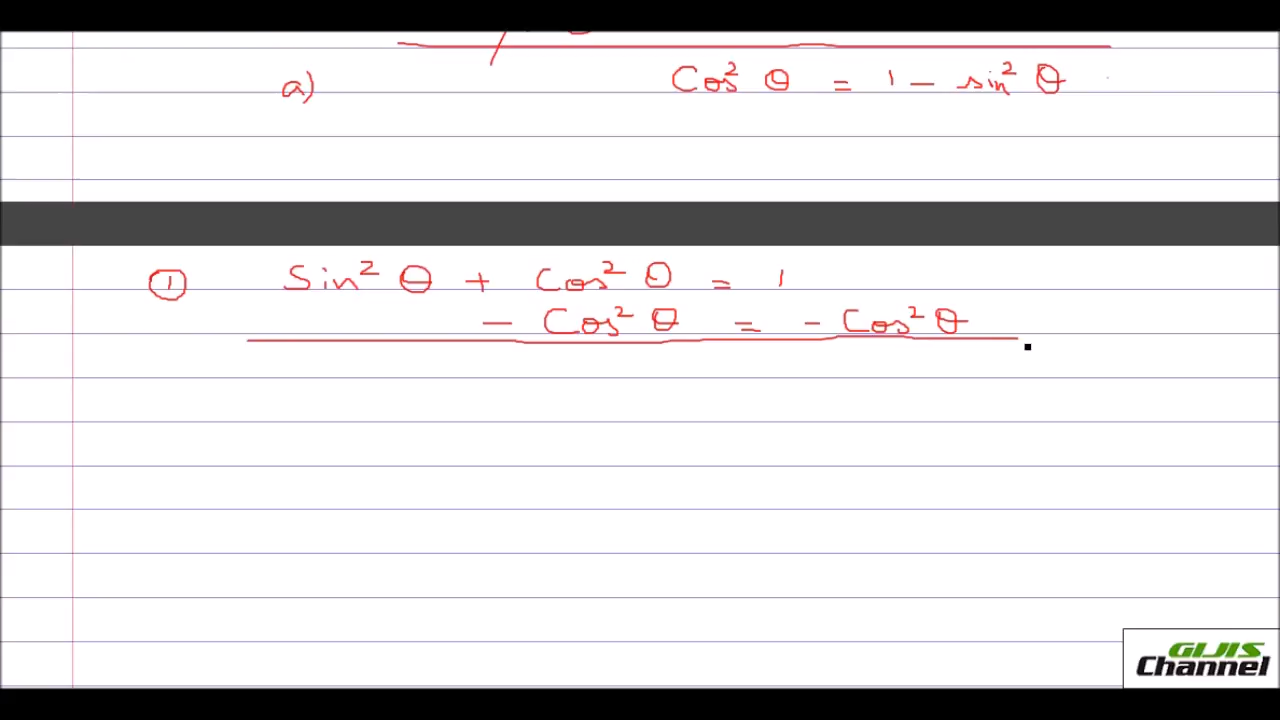 a) Cos² θ = 1 - sin² θ
① Sin² θ + Cos² θ = 1
- Cos² θ = - Cos² θ
GIJIS
Channel